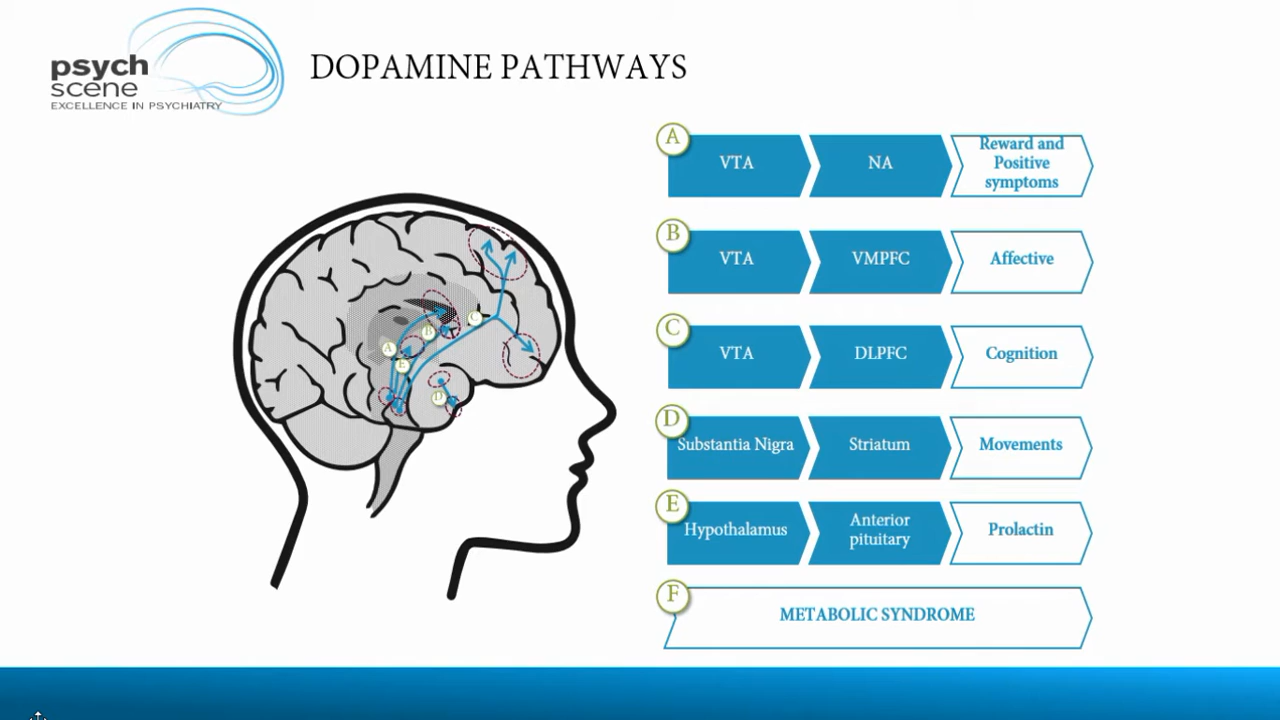 psych
scene
EXCELLENCE IN PSYCHIATRY
DOPAMINE PATHWAYS
A
VTA
NA
Reward and
Positive
symptoms
B
VTA
VMPFC
Affective
C
VTA
DLPFC
Cognition
D
Substantia Nigra
Striatum
Movements
E
Hypothalamus
Anterior
pituitary
Prolactin
F
METABOLIC SYNDROME
C
B
A
E
D